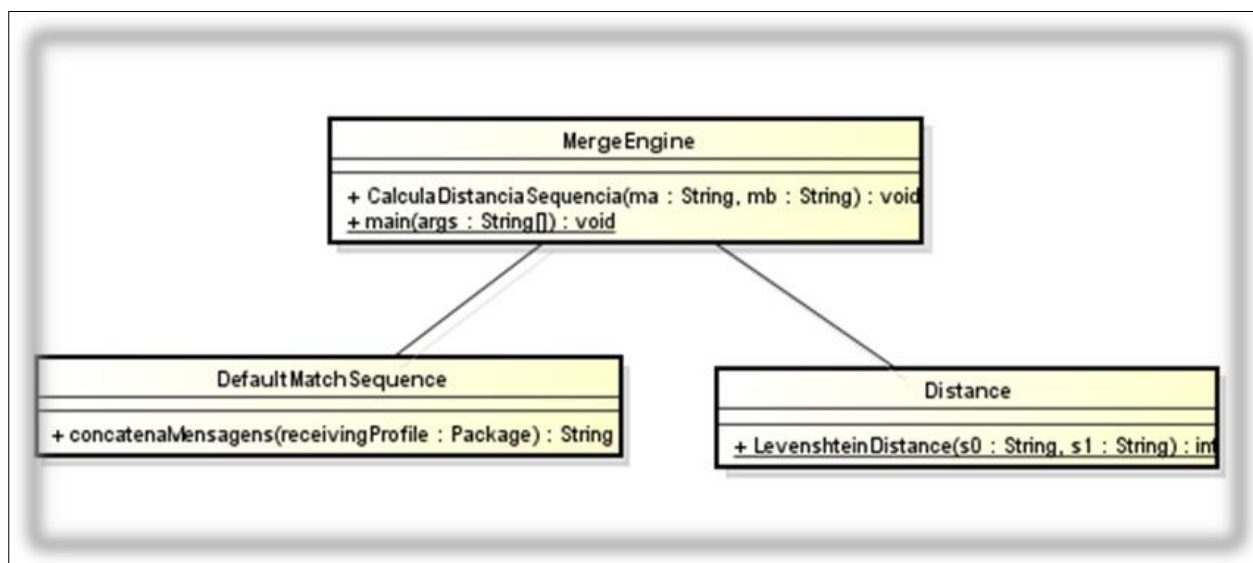 MergeEngine
+ CalculaDistanciaSequencia(ma : String, mb : String) : void
+ main(args : String[]) : void
DefaultMatchSequence
+ concatenaMensagens(receivingProfile : Package) : String
Distance
+ LevenshteinDistance(s0 : String, s1 : String) : int